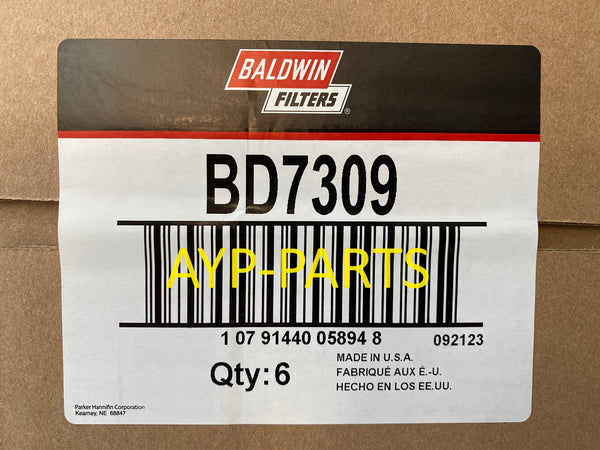 BALDWIN
FILTERS®
BD7309
AYP-PARTS
1 07 91440 05894 8
092123
Qty:6
MADE IN U.S.A.
FABRIQUÉ AUX É.-U.
HECHO EN LOS EE.UU.
Parker Hannifin Corporation
Kearney, NE 68847